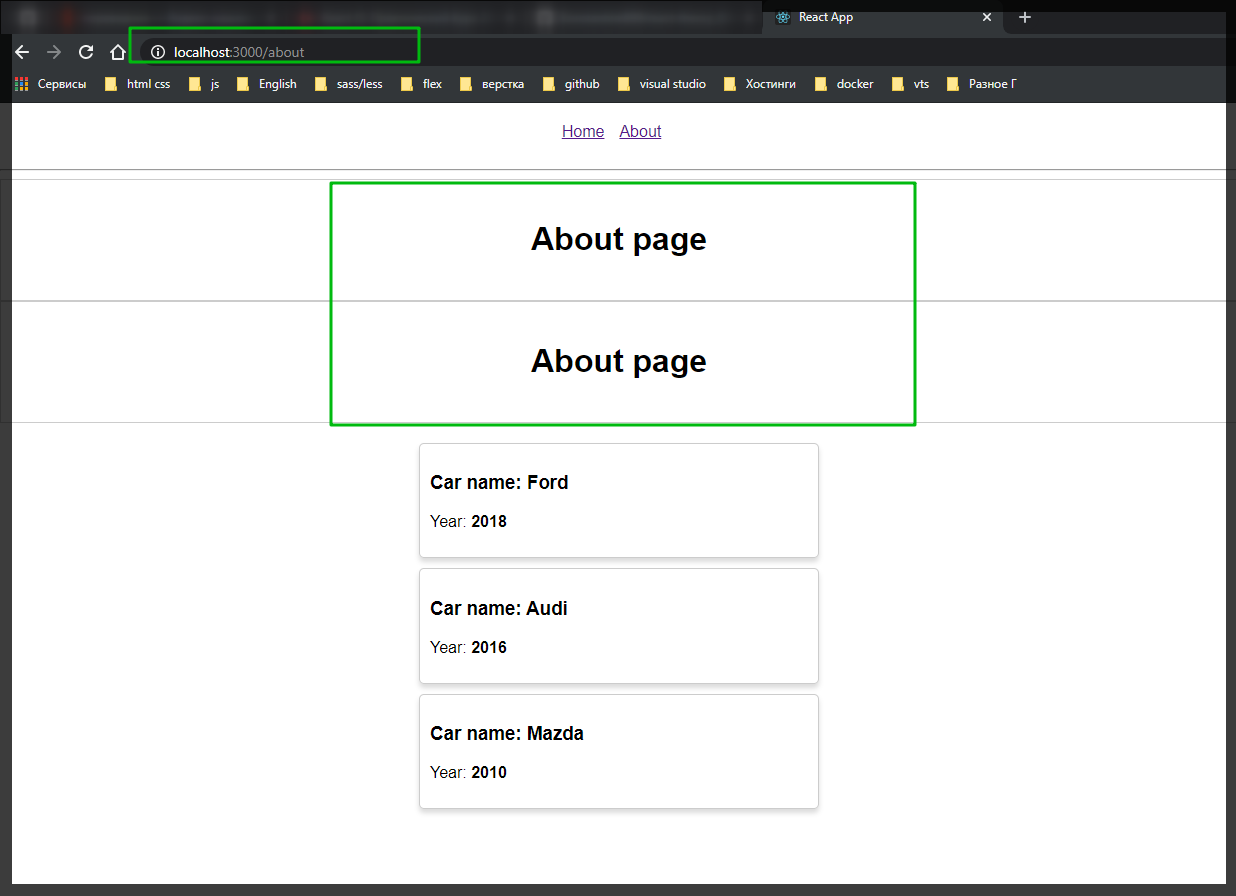 React App
localhost:3000/about
Сервисы html css js English sass/less flex верстка github visual studio Хостинги docker vts Разное Г
Home About
About page
About page
Car name: Ford
Year: 2018
Car name: Audi
Year: 2016
Car name: Mazda
Year: 2010